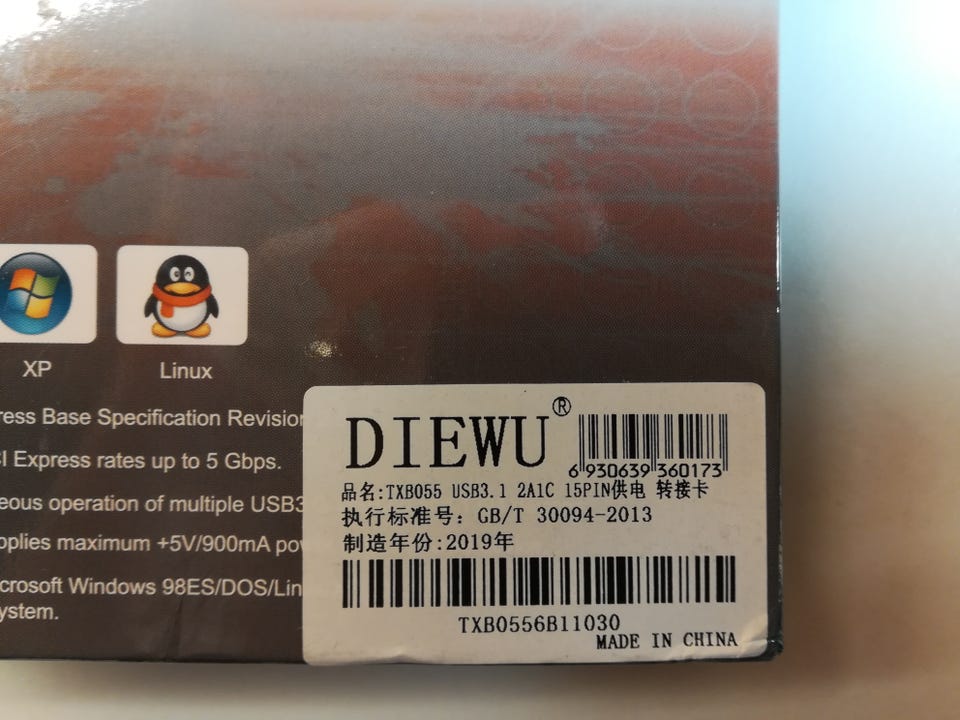 XP
Linux
ress Base Specification Revision
I Express rates up to 5 Gbps.
eous operation of multiple USB3
pplies maximum +5V/900mA pow
crosoft Windows 98ES/DOS/Lin
ystem.
DIEWU®
6 930639 360173
品名:TXB055 USB3.1 2A1C 15PIN供电 转接卡
执行标准号: GB/T 30094-2013
制造年份:2019年
TXB0556B11030
MADE IN CHINA